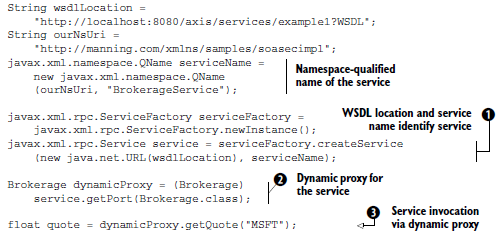 String wsdlLocation =
"http://localhost:8080/axis/services/example1?WSDL";
String ourNsUri =
"http://manning.com/xmlns/samples/soasecimpl";
javax.xml.namespace.QName serviceName =
new javax.xml.namespace.QName
(ourNsUri, "BrokerageService");
Namespace-qualified
name of the service
javax.xml.rpc.ServiceFactory serviceFactory =
javax.xml.rpc.ServiceFactory.newInstance();
javax.xml.rpc.Service service = serviceFactory.createService
(new java.net.URL(wsdlLocation), serviceName);
WSDL location and service
name identify service
1
Brokerage dynamicProxy = (Brokerage)
service.getPort(Brokerage.class);
2 Dynamic proxy for
the service
float quote = dynamicProxy.getQuote("MSFT");
3 Service invocation
via dynamic proxy